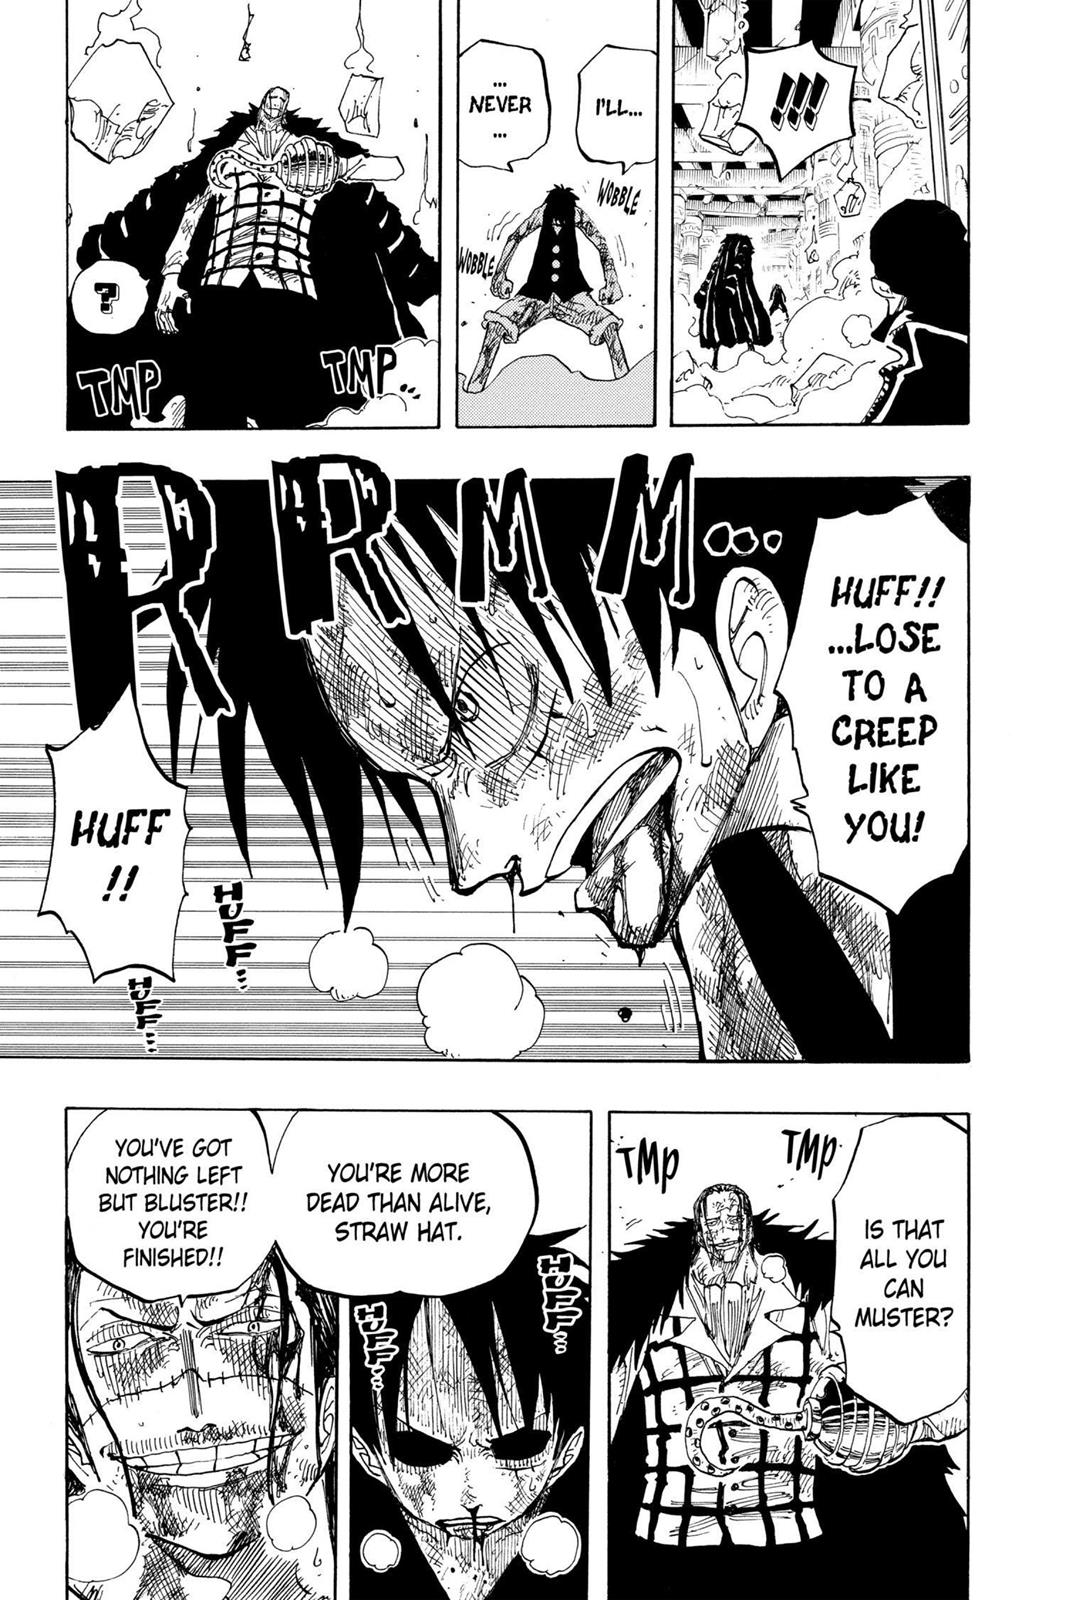 !!!
I'LL...
...
NEVER
...
WOBBLE
WOBBLE
?
TMP
TMP
HUFF!!
...LOSE
TO A
CREEP
LIKE
YOU!
RRMM...
HUFF
!!
HUFF...
HUFF...
IS THAT
ALL YOU
CAN
MUSTER?
TMP
TMP
YOU'RE MORE
DEAD THAN ALIVE,
STRAW HAT.
HUFF...
HUFF...
YOU'VE GOT
NOTHING LEFT
BUT BLUSTER!!
YOU'RE
FINISHED!!